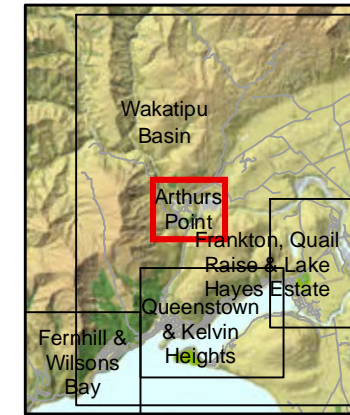 Wakatipu
Basin
Arthurs
Point
Frankton, Quail
Raise & Lake
Hayes Estate
Queenstown
& Kelvin
Heights
Fernhill &
Wilsons
Bay